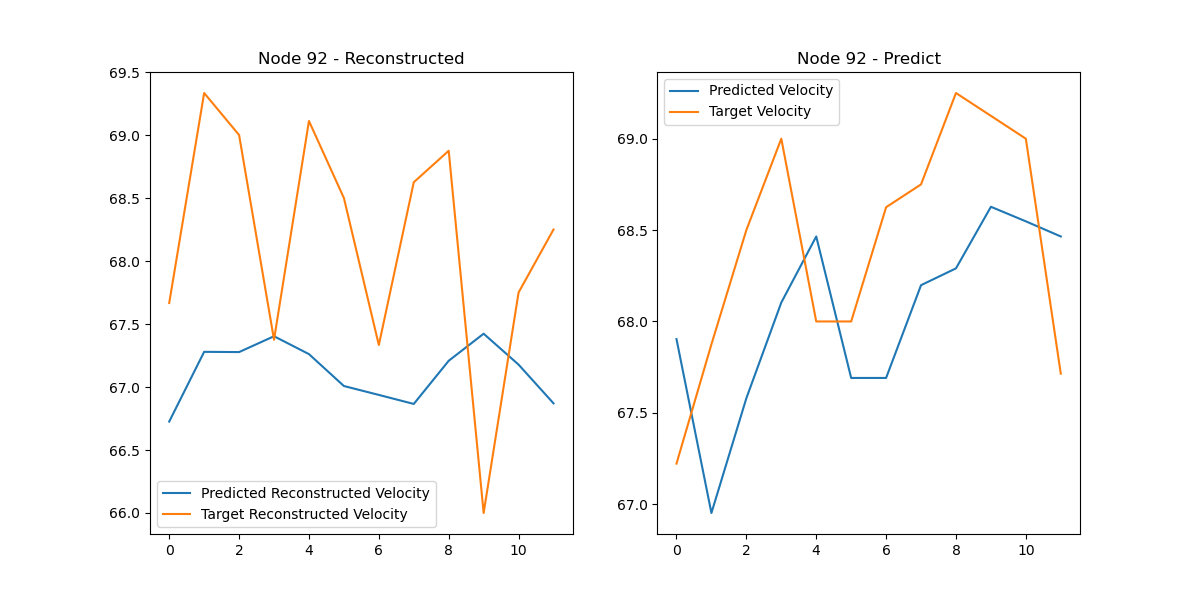 Node 92 - Reconstructed
69.5
69.0
68.5
68.0
67.5
67.0
66.5
66.0
Predicted Reconstructed Velocity
Target Reconstructed Velocity
0 2 4 6 8 10
Node 92 - Predict
Predicted Velocity
Target Velocity
69.0
68.5
68.0
67.5
67.0
0 2 4 6 8 10